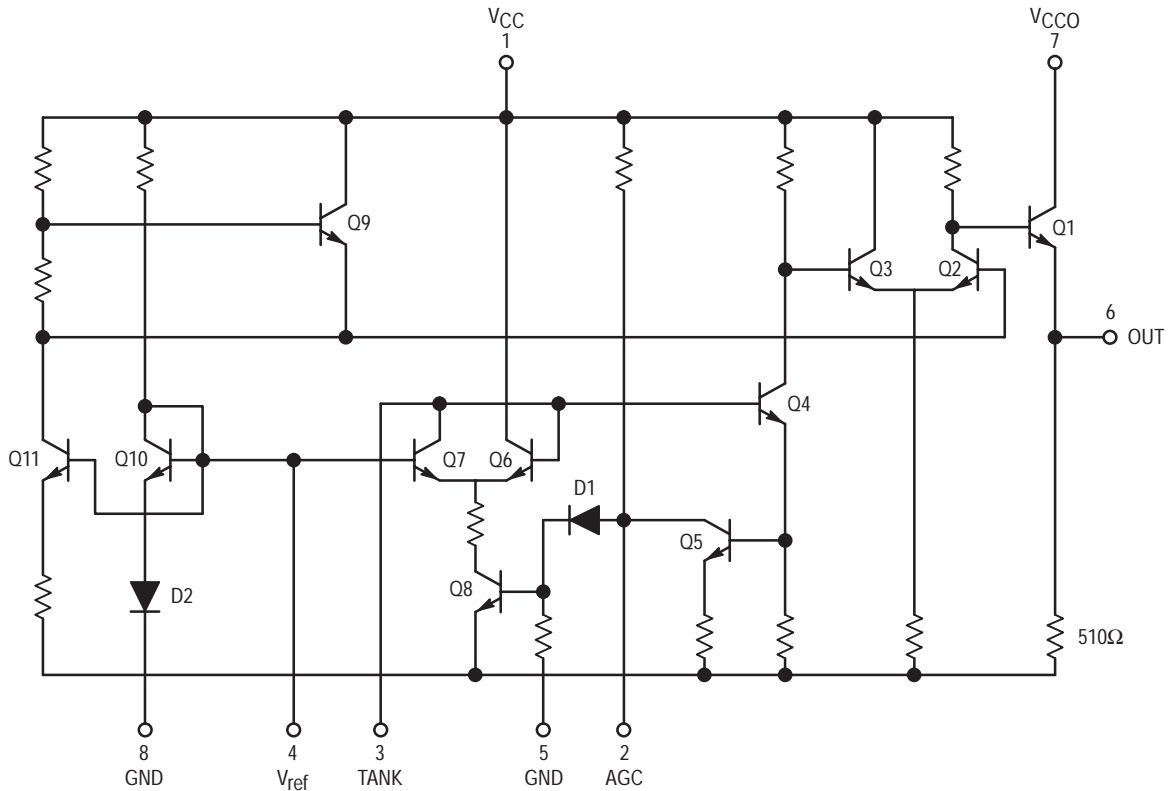 VCC
1
VCCO
7
Q9
Q3
Q2
Q1
6
OUT
Q4
Q11
Q10
Q7
Q6
D1
Q5
Q8
D2
510Ω
8
GND
4
Vref
3
TANK
5
GND
2
AGC